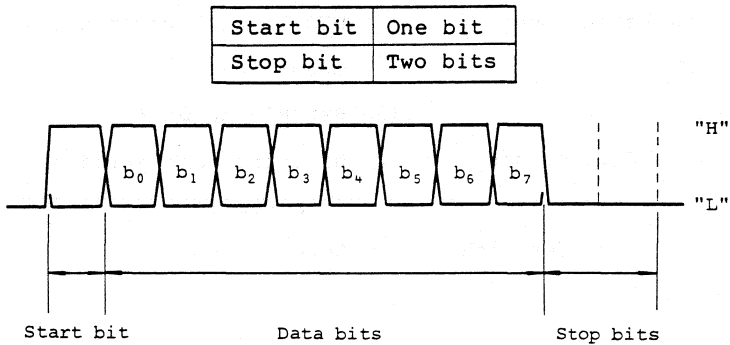 Start bit One bit
Stop bit Two bits
"H"
b₀ b₁ b₂ b₃ b₄ b₅ b₆ b₇
"L"
Start bit Data bits Stop bits